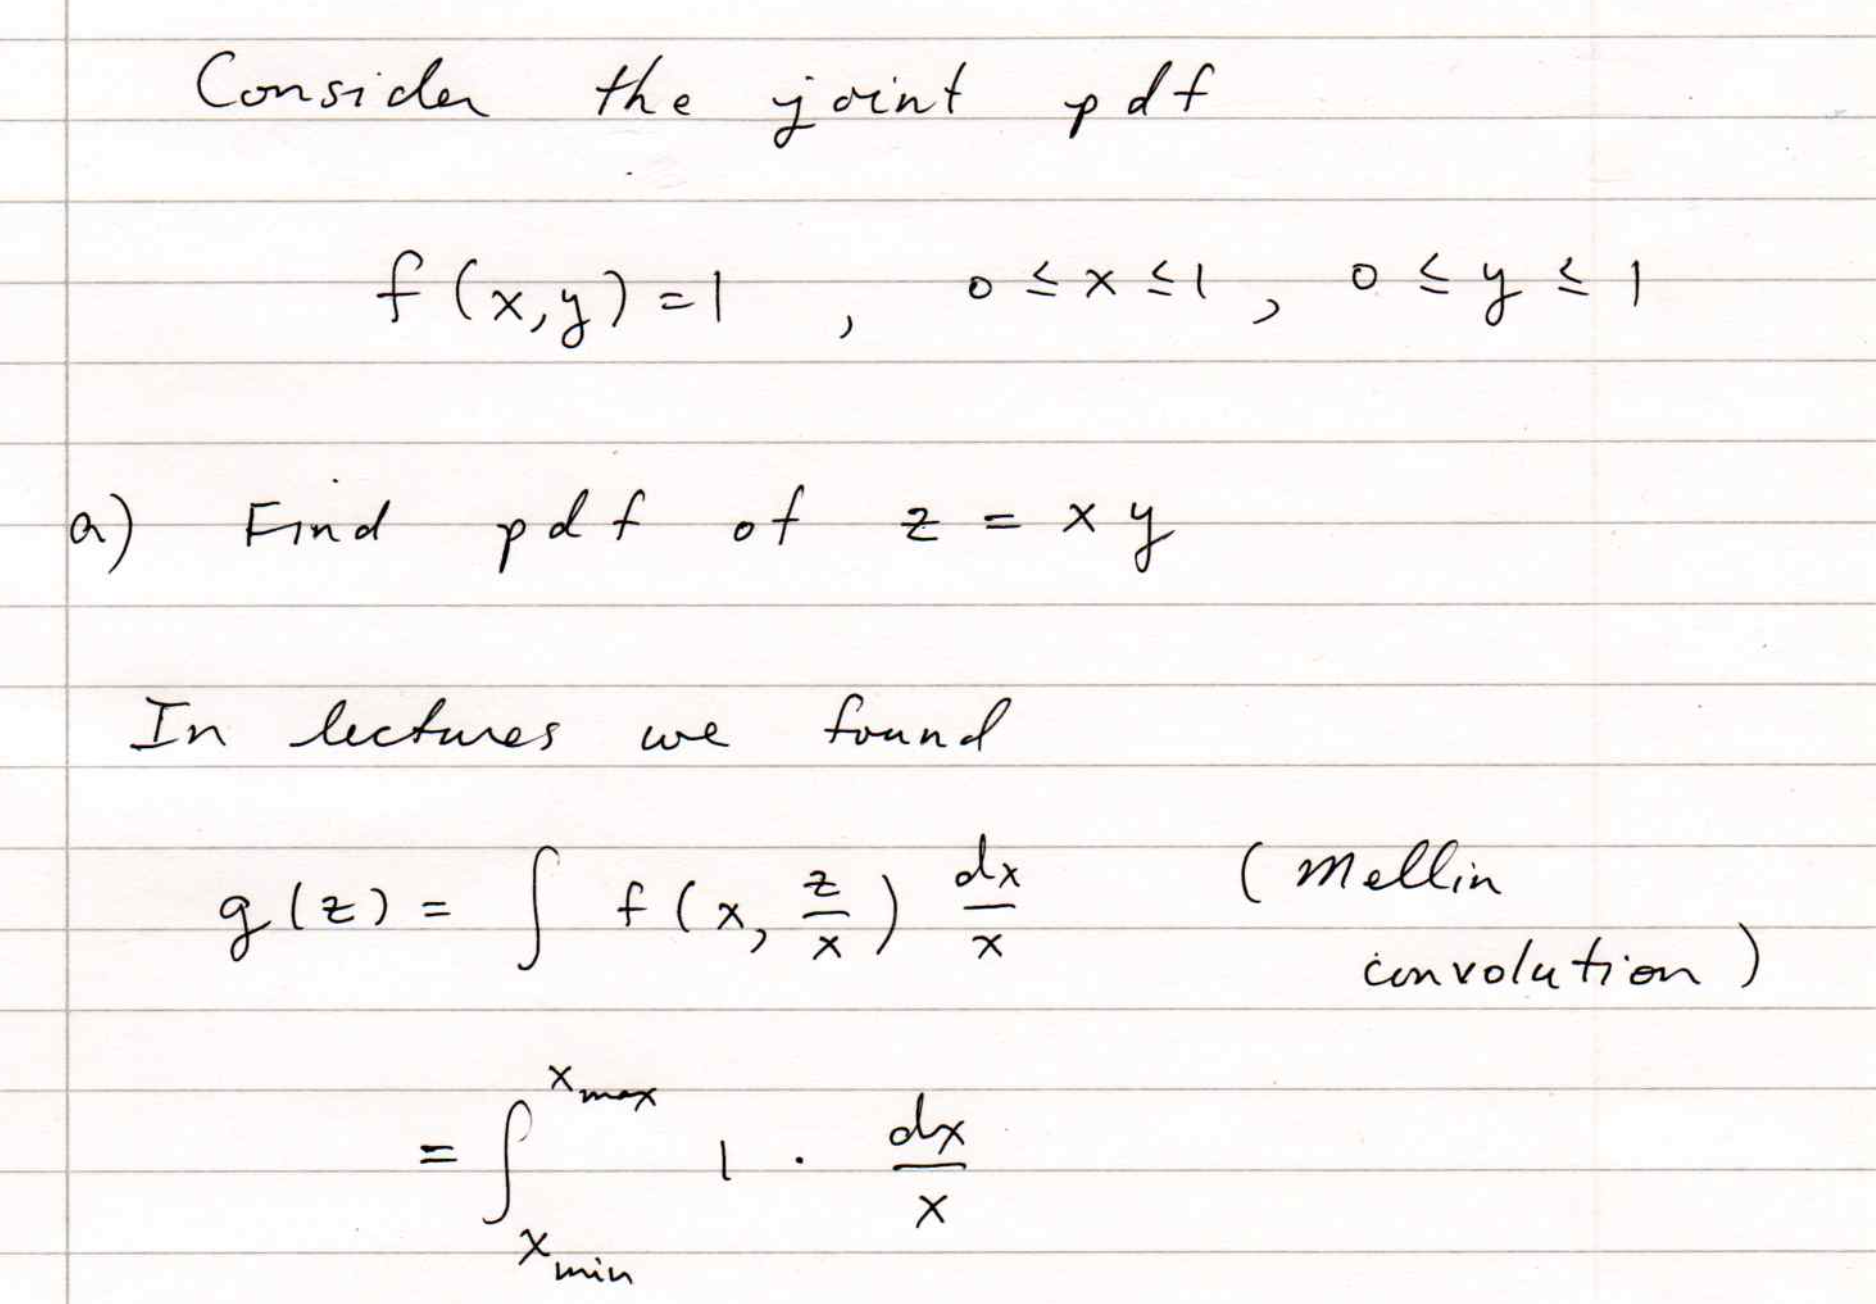 Consider the joint pdf
f(x,y) = 1 , 0 ≤ x ≤ 1, 0 ≤ y ≤ 1
a) Find pdf of z = xy
In lectures we found
g(z) = ∫ f(x, z/x) dx/x (Mellin
convolution)
= ∫_{x_min}^{x_max} 1 · dx/x